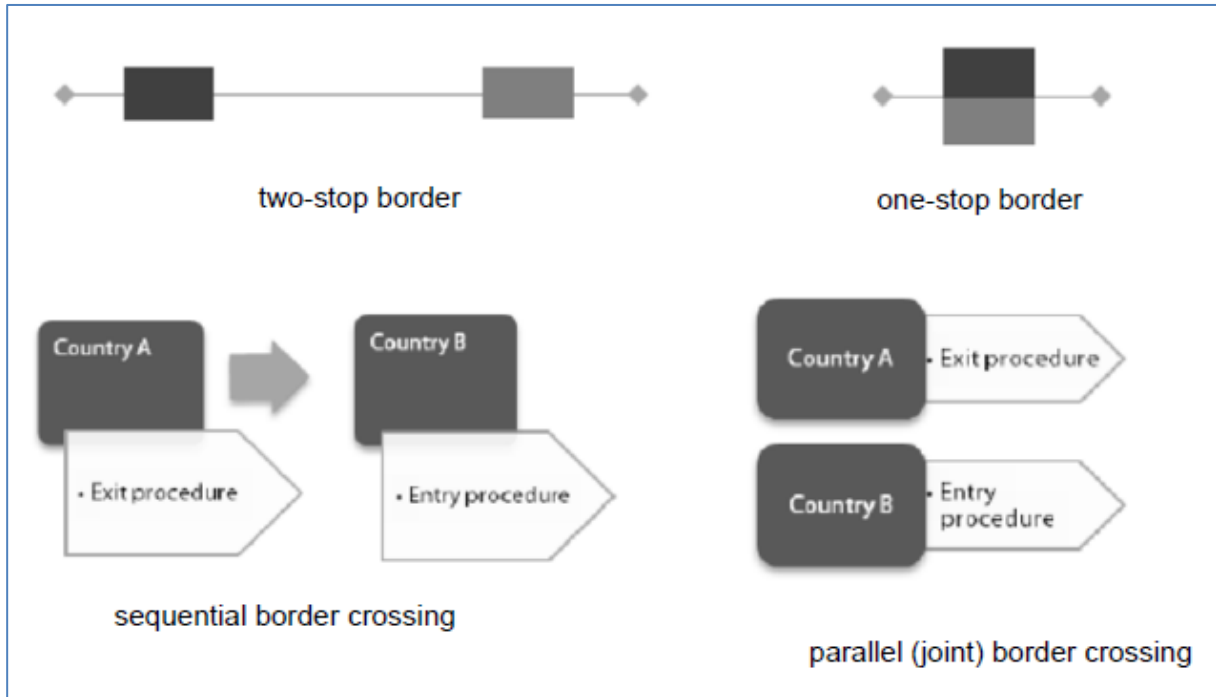 two-stop border
one-stop border
Country A
• Exit procedure
Country B
• Entry procedure
sequential border crossing
Country A
• Exit procedure
Country B
• Entry
procedure
parallel (joint) border crossing